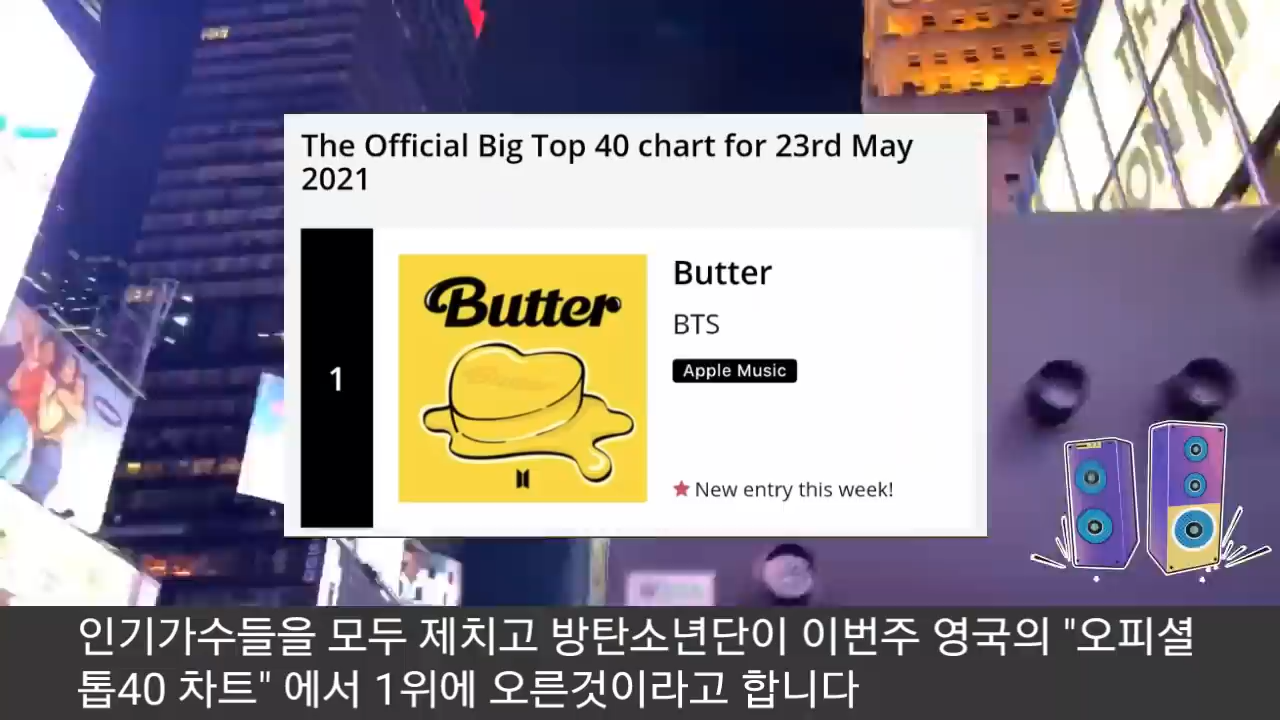 The Official Big Top 40 chart for 23rd May
2021
1
Butter
Butter
BTS
Apple Music
New entry this week!
인기가수들을 모두 제치고 방탄소년단이 이번주 영국의 "오피셜
톱40 차트" 에서 1위에 오른것이라고 합니다